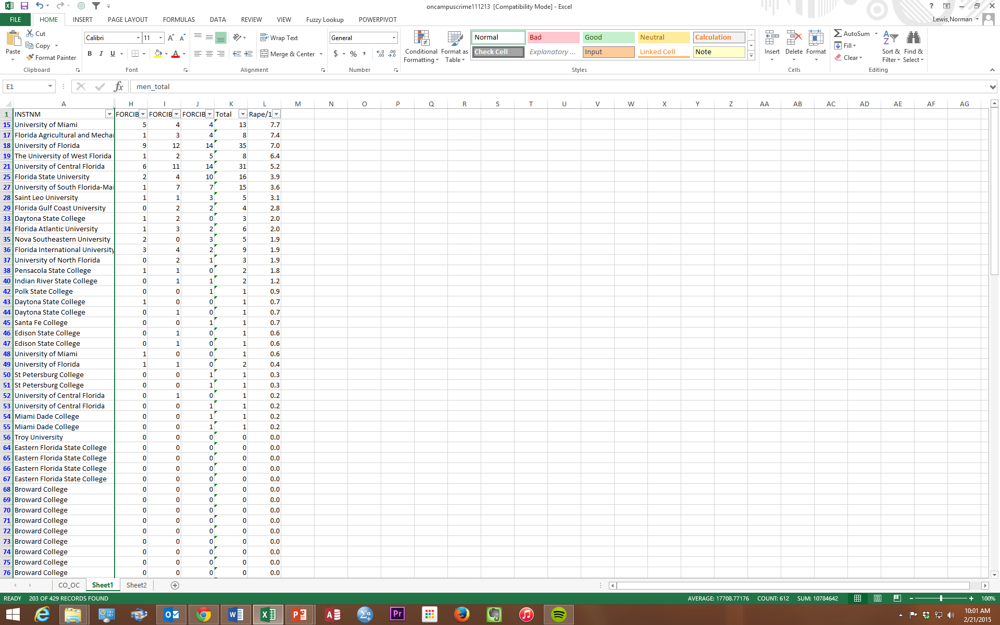 oncampuscrime111213 [Compatibility Mode] - Excel
?
FILE HOME INSERT PAGE LAYOUT FORMULAS DATA REVIEW VIEW Fuzzy Lookup POWERPIVOT Lewis,Norman
Paste Cut Copy Format Painter
Clipboard
Calibri 11
B I U A
Font
Wrap Text
Merge & Center
Alignment
General
$ % ,
Number
Conditional Formatting Format as Table
Normal Bad Good Neutral Calculation
Check Cell Explanatory ... Input Linked Cell Note
Styles
Insert Delete Format
Cells
AutoSum
Fill
Clear
Sort & Filter Find & Select
Editing
E1 fx men_total
A H I J K L M N O P Q R S T U V W X Y Z AA AB AC AD AE AF AG
1 INSTNM FORCIB FORCIB FORCIB Total Rape/1
15 University of Miami 5 4 4 13 7.7
17 Florida Agricultural and Mechan 1 3 4 8 7.4
18 University of Florida 9 12 14 35 7.0
19 The University of West Florida 1 2 5 8 6.4
21 University of Central Florida 6 11 14 31 5.2
25 Florida State University 2 4 10 16 3.9
27 University of South Florida-Mai 1 7 7 15 3.6
28 Saint Leo University 1 1 3 5 3.1
29 Florida Gulf Coast University 0 2 2 4 2.8
33 Daytona State College 1 2 0 3 2.0
34 Florida Atlantic University 1 3 2 6 2.0
35 Nova Southeastern University 2 0 3 5 1.9
36 Florida International University 3 4 2 9 1.9
37 University of North Florida 0 2 1 3 1.9
38 Pensacola State College 1 1 0 2 1.8
40 Indian River State College 0 1 1 2 1.2
42 Polk State College 0 0 1 1 0.9
43 Daytona State College 1 0 0 1 0.7
44 Daytona State College 0 1 0 1 0.7
45 Santa Fe College 0 0 1 1 0.7
46 Edison State College 0 1 0 1 0.6
47 Edison State College 0 1 0 1 0.6
48 University of Miami 1 0 0 1 0.6
49 University of Florida 1 1 0 2 0.4
50 St Petersburg College 0 0 1 1 0.3
51 St Petersburg College 0 0 1 1 0.3
52 University of Central Florida 0 1 0 1 0.2
53 University of Central Florida 0 0 1 1 0.2
54 Miami Dade College 0 0 1 1 0.2
55 Miami Dade College 0 0 1 1 0.2
56 Troy University 0 0 0 0 0.0
64 Eastern Florida State College 0 0 0 0 0.0
65 Eastern Florida State College 0 0 0 0 0.0
66 Eastern Florida State College 0 0 0 0 0.0
67 Eastern Florida State College 0 0 0 0 0.0
68 Broward College 0 0 0 0 0.0
69 Broward College 0 0 0 0 0.0
70 Broward College 0 0 0 0 0.0
71 Broward College 0 0 0 0 0.0
72 Broward College 0 0 0 0 0.0
73 Broward College 0 0 0 0 0.0
74 Broward College 0 0 0 0 0.0
75 Broward College 0 0 0 0 0.0
76 Broward College 0 0 0 0 0.0
CO_OC Sheet1 Sheet2
READY 203 OF 429 RECORDS FOUND AVERAGE: 17708.77176 COUNT: 612 SUM: 10784642 100%
10:01 AM
2/21/2015